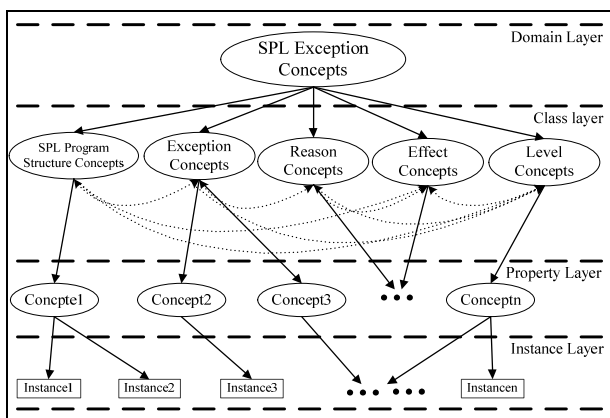 Domain Layer
SPL Exception
Concepts
Class layer
SPL Program
Structure Concepts
Exception
Concepts
Reason
Concepts
Effect
Concepts
Level
Concepts
Property Layer
Concpte1
Concept2
Concept3
•••
Conceptn
Instance Layer
Instance1
Instance2
Instance3
••• •••
Instancen